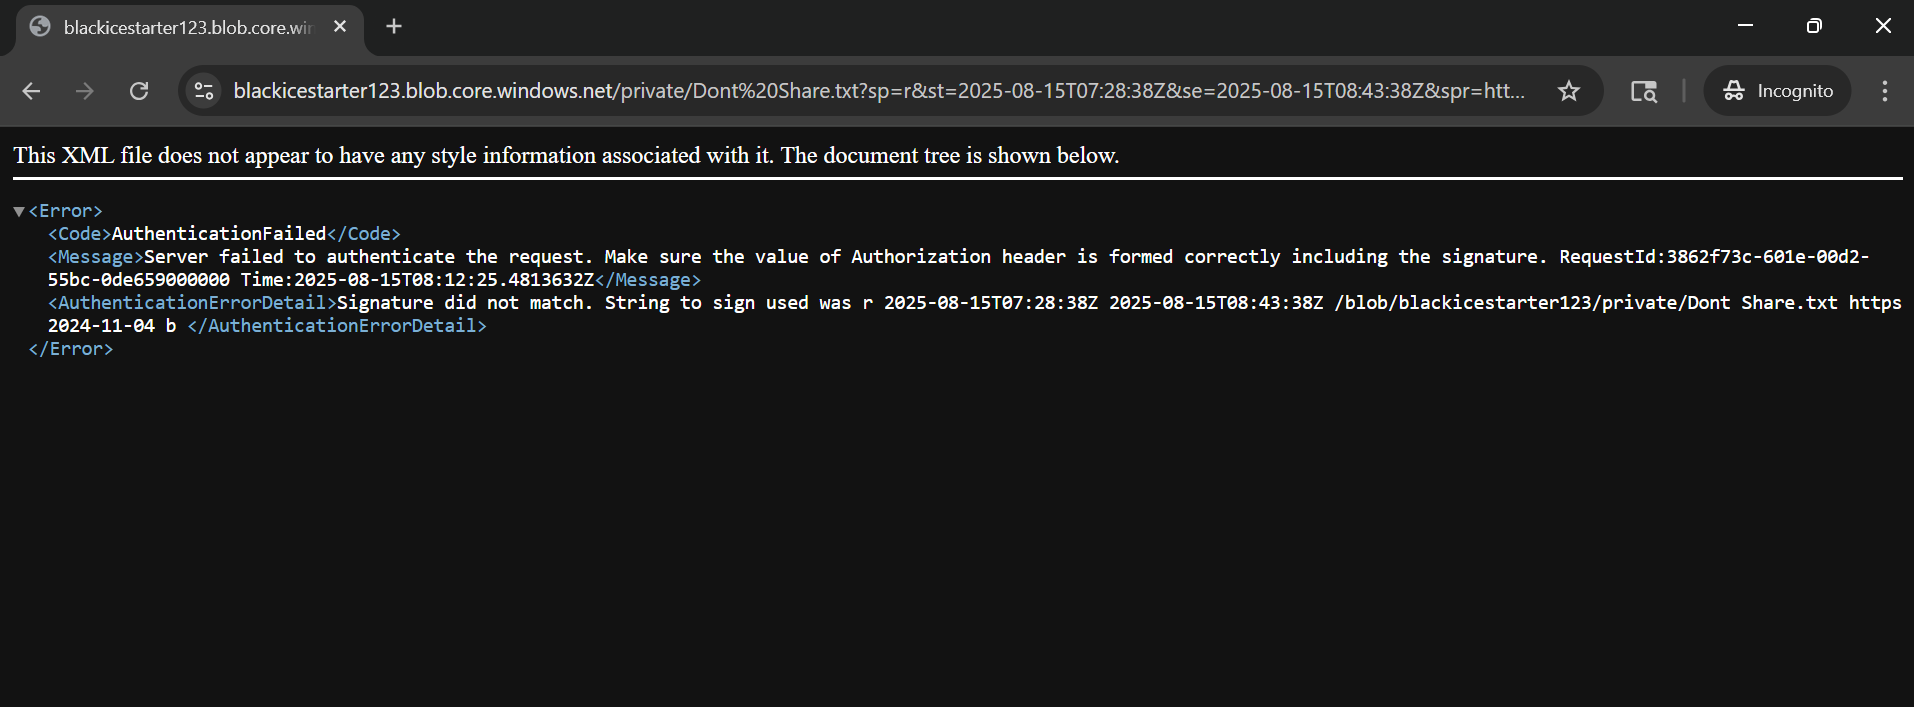 blackicestarter123.blob.core.wi
blackicestarter123.blob.core.windows.net/private/Dont%20Share.txt?sp=r&st=2025-08-15T07:28:38Z&se=2025-08-15T08:43:38Z&spr=htt...
Incognito
This XML file does not appear to have any style information associated with it. The document tree is shown below.
▼<Error>
<Code>AuthenticationFailed</Code>
<Message>Server failed to authenticate the request. Make sure the value of Authorization header is formed correctly including the signature. RequestId:3862f73c-601e-00d2-
55bc-0de659000000 Time:2025-08-15T08:12:25.4813632Z</Message>
<AuthenticationErrorDetail>Signature did not match. String to sign used was r 2025-08-15T07:28:38Z 2025-08-15T08:43:38Z /blob/blackicestarter123/private/Dont Share.txt https
2024-11-04 b </AuthenticationErrorDetail>
</Error>